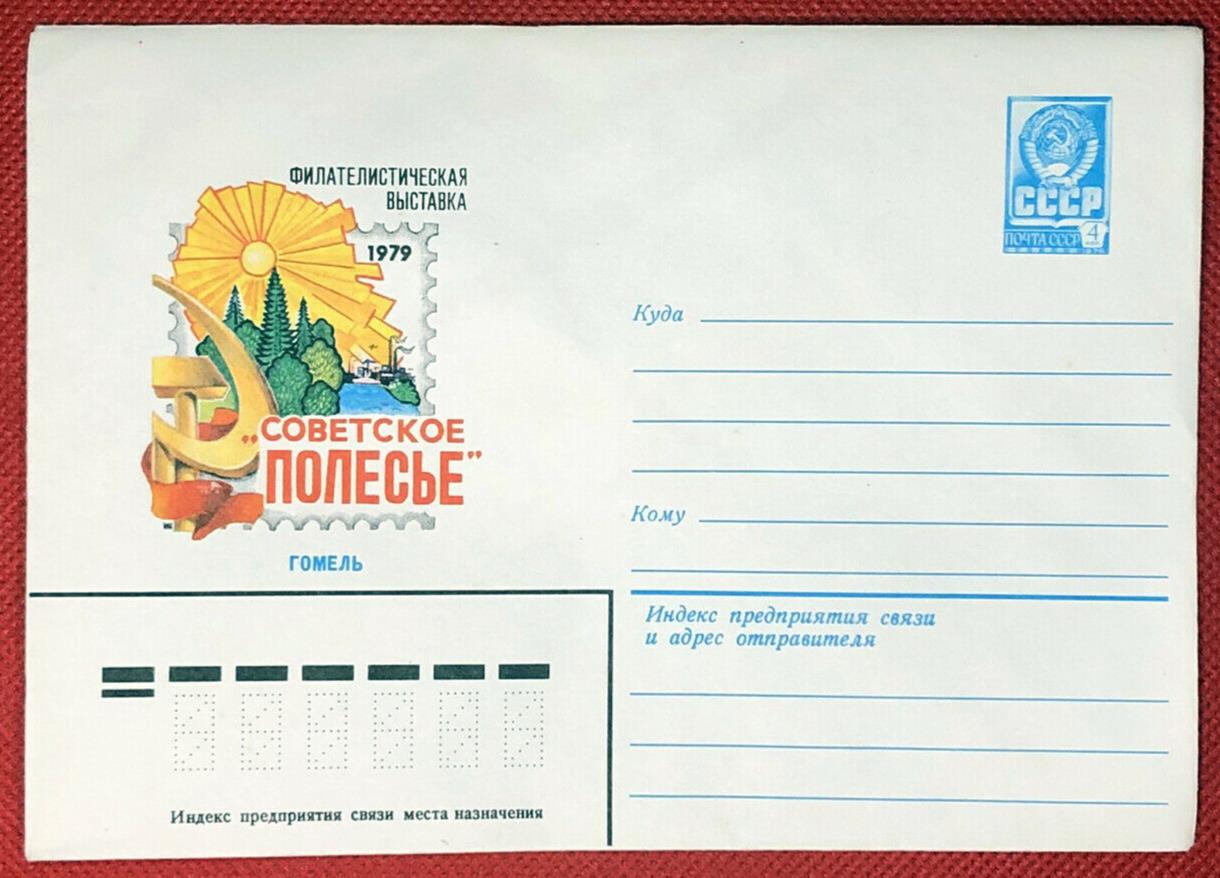 ФИЛАТЕЛИСТИЧЕСКАЯ
ВЫСТАВКА
1979
„СОВЕТСКОЕ
ПОЛЕСЬЕ"
ГОМЕЛЬ
СССР
ПОЧТА СССР 4
Куда
Кому
Индекс предприятия связи
и адрес отправителя
Индекс предприятия связи места назначения